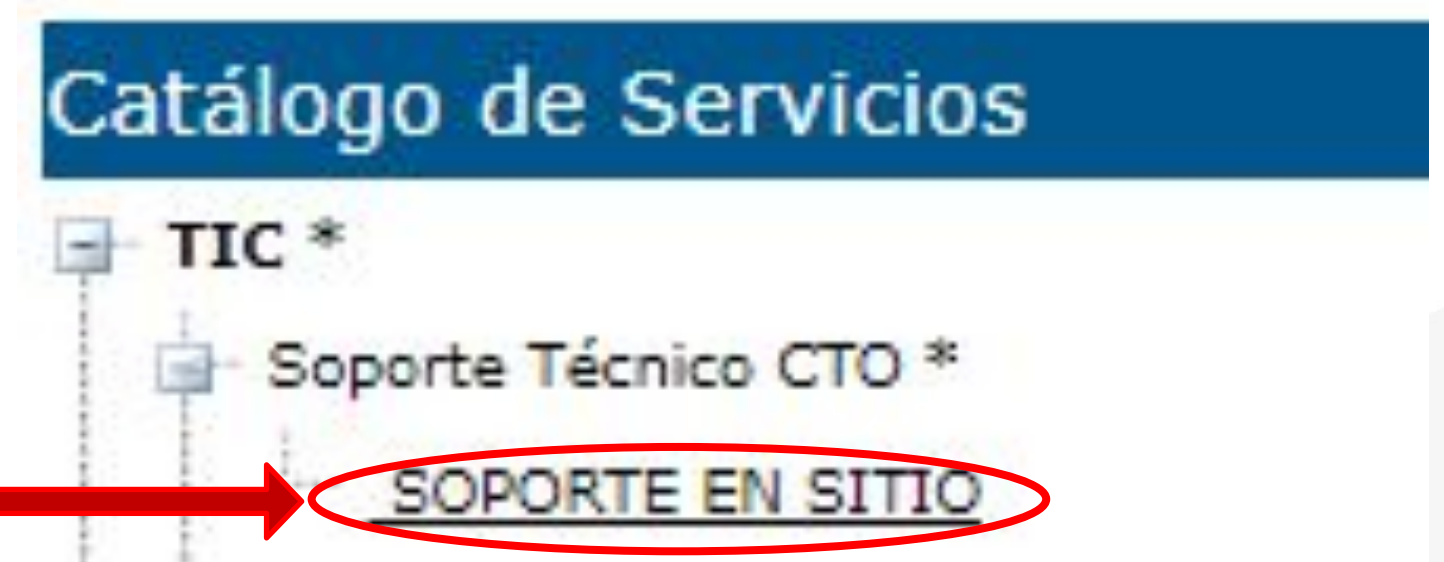 Catálogo de Servicios
TIC *
Soporte Técnico CTO *
SOPORTE EN SITIO